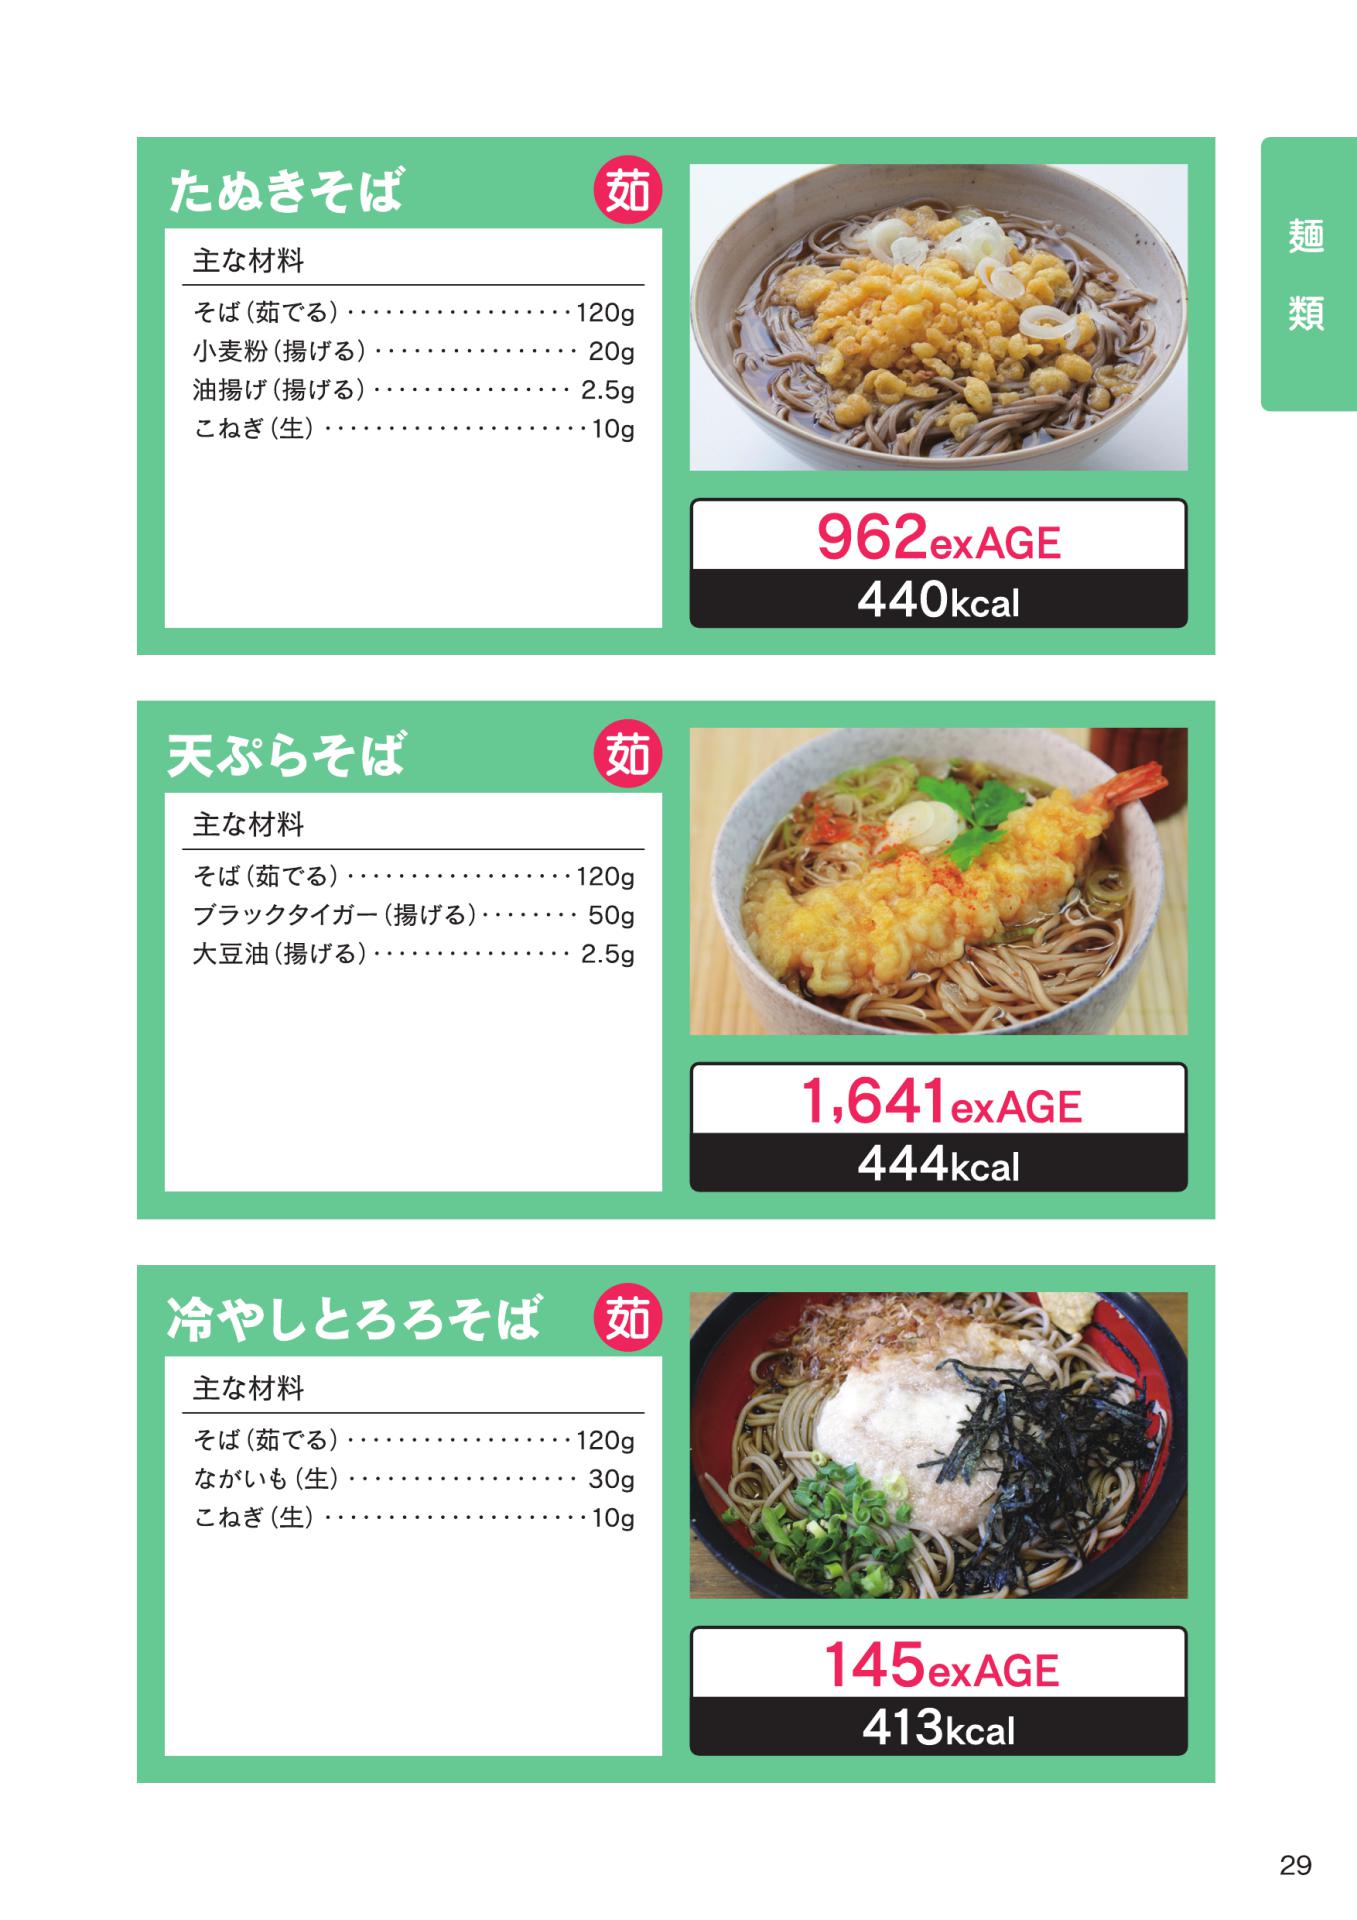 麺類
たぬきそば
茹
主な材料
そば（茹でる）‥‥‥‥‥‥‥‥‥120g
小麦粉（揚げる）‥‥‥‥‥‥‥‥ 20g
油揚げ（揚げる）‥‥‥‥‥‥‥‥ 2.5g
こねぎ（生）‥‥‥‥‥‥‥‥‥‥‥10g
962exAGE
440kcal
天ぷらそば
茹
主な材料
そば（茹でる）‥‥‥‥‥‥‥‥‥120g
ブラックタイガー（揚げる）‥‥‥‥ 50g
大豆油（揚げる）‥‥‥‥‥‥‥‥ 2.5g
1,641exAGE
444kcal
冷やしとろろそば
茹
主な材料
そば（茹でる）‥‥‥‥‥‥‥‥‥120g
ながいも（生）‥‥‥‥‥‥‥‥‥ 30g
こねぎ（生）‥‥‥‥‥‥‥‥‥‥‥10g
145exAGE
413kcal
29